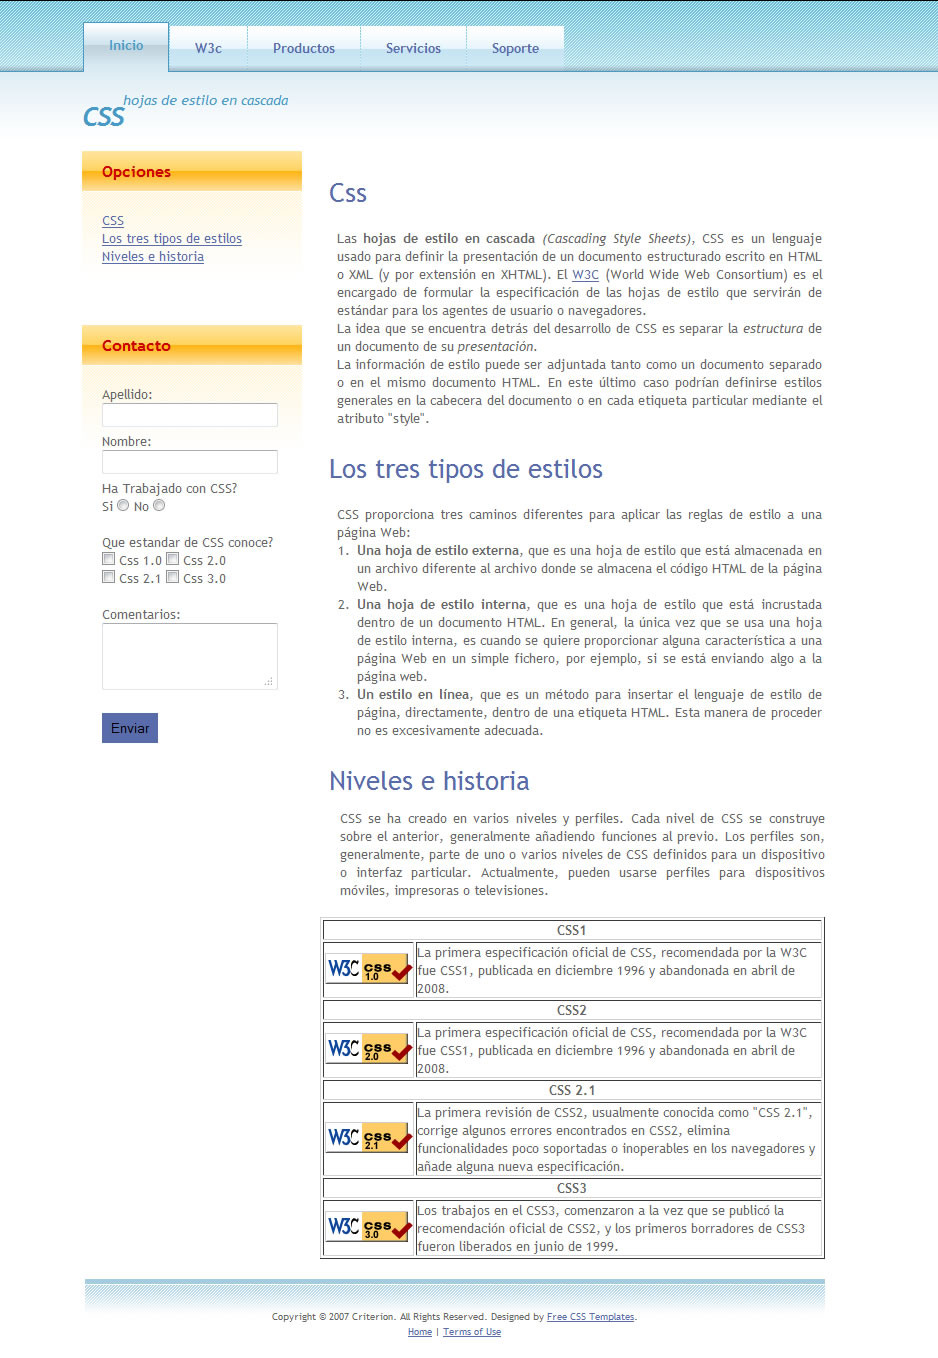 Inicio
W3c
Productos
Servicios
Soporte
CSS hojas de estilo en cascada
Opciones
CSS
Los tres tipos de estilos
Niveles e historia
Contacto
Apellido:
Nombre:
Ha Trabajado con CSS?
Si No
Que estandar de CSS conoce?
Css 1.0 Css 2.0
Css 2.1 Css 3.0
Comentarios:
Enviar
Css
Las hojas de estilo en cascada (Cascading Style Sheets), CSS es un lenguaje
usado para definir la presentación de un documento estructurado escrito en HTML
o XML (y por extensión en XHTML). El W3C (World Wide Web Consortium) es el
encargado de formular la especificación de las hojas de estilo que servirán de
estándar para los agentes de usuario o navegadores.
La idea que se encuentra detrás del desarrollo de CSS es separar la estructura de
un documento de su presentación.
La información de estilo puede ser adjuntada tanto como un documento separado
o en el mismo documento HTML. En este último caso podrían definirse estilos
generales en la cabecera del documento o en cada etiqueta particular mediante el
atributo "style".
Los tres tipos de estilos
CSS proporciona tres caminos diferentes para aplicar las reglas de estilo a una
página Web:
1. Una hoja de estilo externa, que es una hoja de estilo que está almacenada en
un archivo diferente al archivo donde se almacena el código HTML de la página
Web.
2. Una hoja de estilo interna, que es una hoja de estilo que está incrustada
dentro de un documento HTML. En general, la única vez que se usa una hoja
de estilo interna, es cuando se quiere proporcionar alguna característica a una
página Web en un simple fichero, por ejemplo, si se está enviando algo a la
página web.
3. Un estilo en línea, que es un método para insertar el lenguaje de estilo de
página, directamente, dentro de una etiqueta HTML. Esta manera de proceder
no es excesivamente adecuada.
Niveles e historia
CSS se ha creado en varios niveles y perfiles. Cada nivel de CSS se construye
sobre el anterior, generalmente añadiendo funciones al previo. Los perfiles son,
generalmente, parte de uno o varios niveles de CSS definidos para un dispositivo
o interfaz particular. Actualmente, pueden usarse perfiles para dispositivos
móviles, impresoras o televisiones.
CSS1
W3C css 1.0
La primera especificación oficial de CSS, recomendada por la W3C
fue CSS1, publicada en diciembre 1996 y abandonada en abril de
2008.
CSS2
W3C css 2.0
La primera especificación oficial de CSS, recomendada por la W3C
fue CSS1, publicada en diciembre 1996 y abandonada en abril de
2008.
CSS 2.1
W3C css 2.1
La primera revisión de CSS2, usualmente conocida como "CSS 2.1",
corrige algunos errores encontrados en CSS2, elimina
funcionalidades poco soportadas o inoperables en los navegadores y
añade alguna nueva especificación.
CSS3
W3C css 3.0
Los trabajos en el CSS3, comenzaron a la vez que se publicó la
recomendación oficial de CSS2, y los primeros borradores de CSS3
fueron liberados en junio de 1999.
Copyright © 2007 Criterion. All Rights Reserved. Designed by Free CSS Templates.
Home | Terms of Use